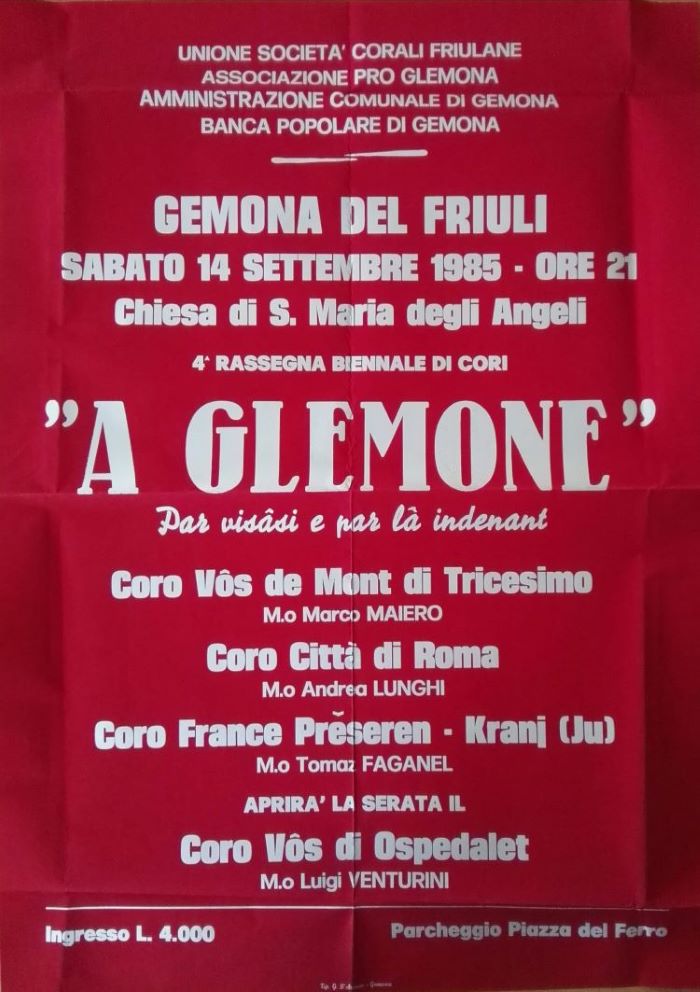 UNIONE SOCIETA' CORALI FRIULANE
ASSOCIAZIONE PRO GLEMONA
AMMINISTRAZIONE COMUNALE DI GEMONA
BANCA POPOLARE DI GEMONA
GEMONA DEL FRIULI
SABATO 14 SETTEMBRE 1985 - ORE 21
Chiesa di S. Maria degli Angeli
4ª RASSEGNA BIENNALE DI CORI
"A GLEMONE"
Par visâsi e par lâ indenant
Coro Vôs de Mont di Tricesimo
M.o Marco MAIERO
Coro Città di Roma
M.o Andrea LUNGHI
Coro France Prešeren - Kranj (Ju)
M.o Tomaz FAGANEL
APRIRA' LA SERATA IL
Coro Vôs di Ospedalet
M.o Luigi VENTURINI
Ingresso L. 4.000
Parcheggio Piazza del Ferro
Tip. G.